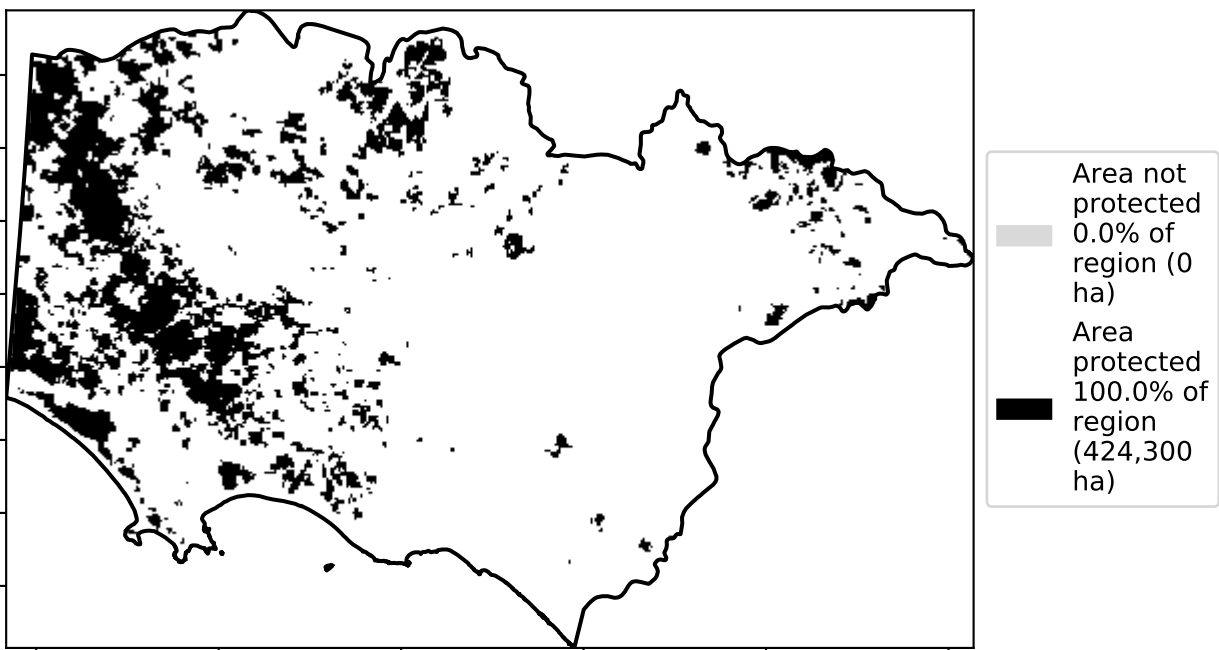 Area not
protected
0.0% of
region (0
ha)
Area
protected
100.0% of
region
(424,300
ha)